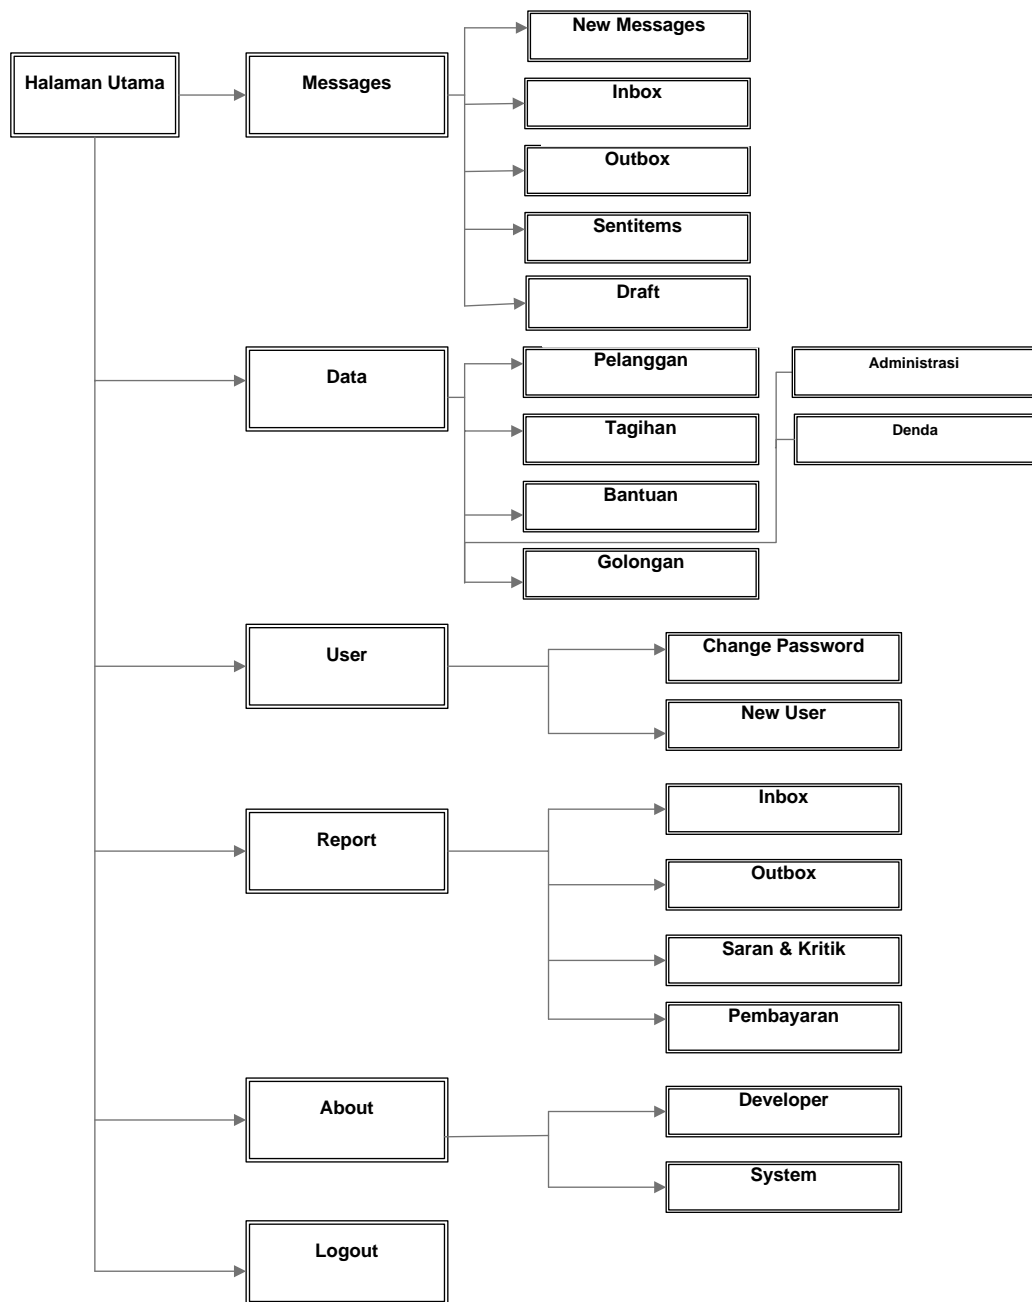 New Messages
Halaman Utama
Messages
Inbox
Outbox
Sentitems
Draft
Data
Pelanggan
Administrasi
Tagihan
Denda
Bantuan
Golongan
User
Change Password
New User
Report
Inbox
Outbox
Saran & Kritik
Pembayaran
About
Developer
System
Logout